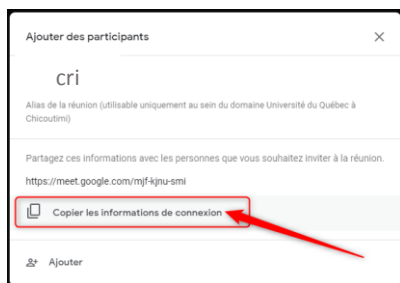 Ajouter des participants
cri
Alias de la réunion (utilisable uniquement au sein du domaine Université du Québec à
Chicoutimi)
Partagez ces informations avec les personnes que vous souhaitez inviter à la réunion.
https://meet.google.com/mjf-kjnu-smi
Copier les informations de connexion
Ajouter